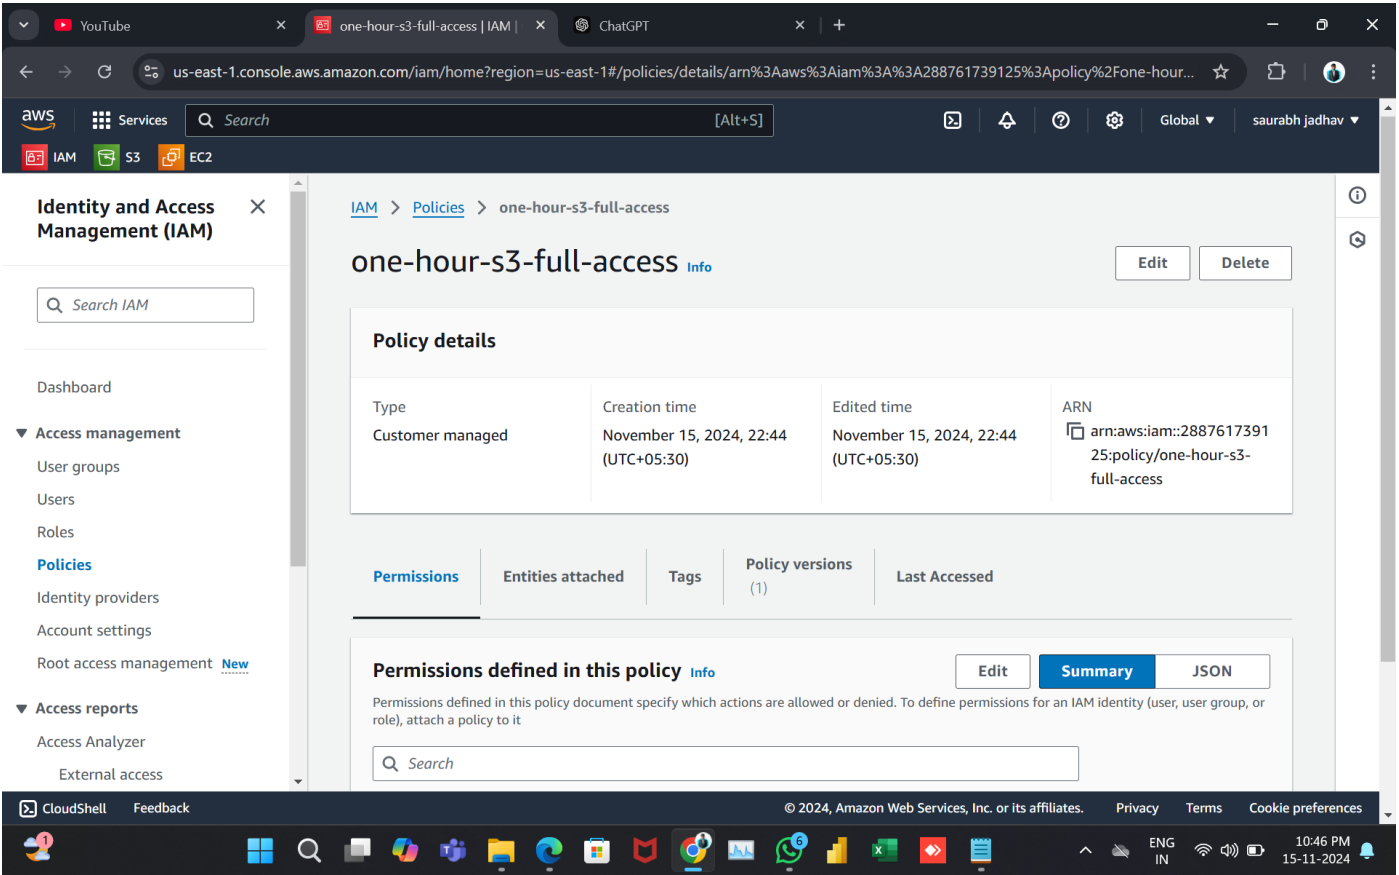 YouTube
one-hour-s3-full-access | IAM |
ChatGPT
us-east-1.console.aws.amazon.com/iam/home?region=us-east-1#/policies/details/arn%3Aaws%3Aiam%3A%3A288761739125%3Apolicy%2Fone-hour...
aws
Services
Search
[Alt+S]
Global
saurabh jadhav
IAM
S3
EC2
Identity and Access
Management (IAM)
Search IAM
Dashboard
Access management
User groups
Users
Roles
Policies
Identity providers
Account settings
Root access management New
Access reports
Access Analyzer
External access
IAM > Policies > one-hour-s3-full-access
one-hour-s3-full-access Info
Edit
Delete
Policy details
Type
Customer managed
Creation time
November 15, 2024, 22:44
(UTC+05:30)
Edited time
November 15, 2024, 22:44
(UTC+05:30)
ARN
arn:aws:iam::2887617391
25:policy/one-hour-s3-
full-access
Permissions
Entities attached
Tags
Policy versions
(1)
Last Accessed
Permissions defined in this policy Info
Edit
Summary
JSON
Permissions defined in this policy document specify which actions are allowed or denied. To define permissions for an IAM identity (user, user group, or
role), attach a policy to it
Search
CloudShell
Feedback
© 2024, Amazon Web Services, Inc. or its affiliates.
Privacy
Terms
Cookie preferences
1
6
ENG
IN
10:46 PM
15-11-2024